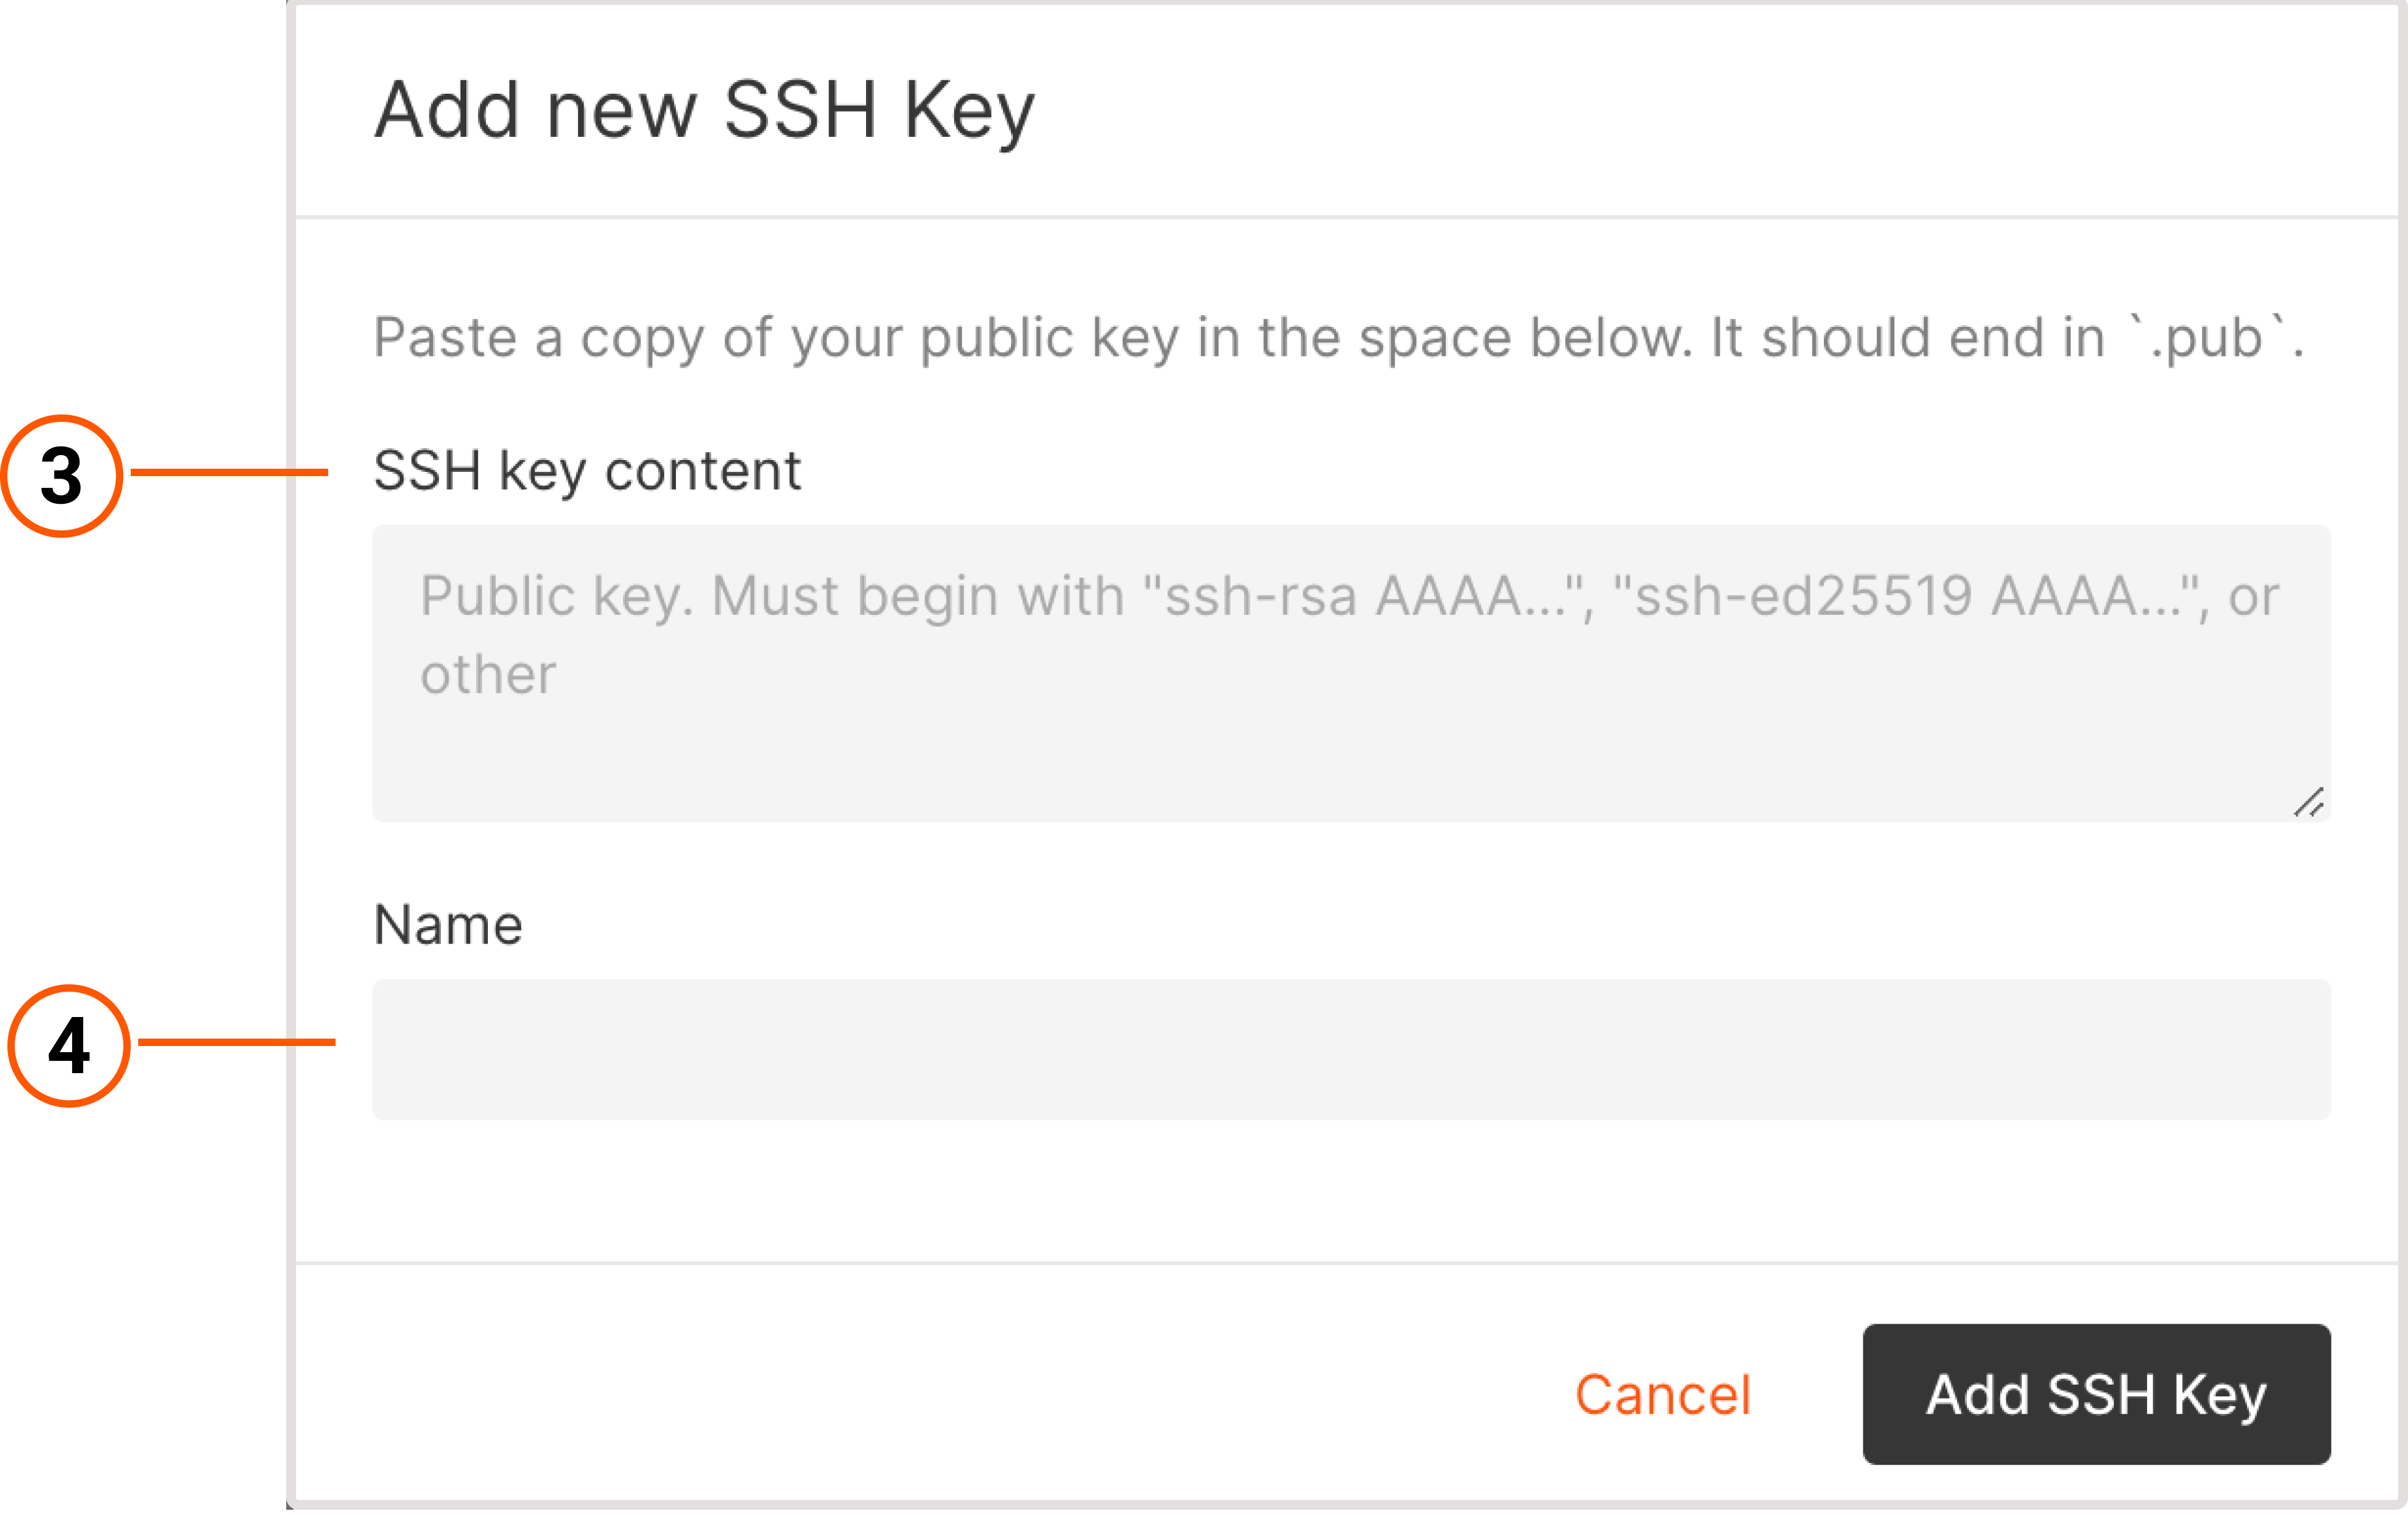 Add new SSH Key
Paste a copy of your public key in the space below. It should end in `.pub`.
3
SSH key content
Public key. Must begin with "ssh-rsa AAAA...", "ssh-ed25519 AAAA...", or
other
Name
4
Cancel
Add SSH Key